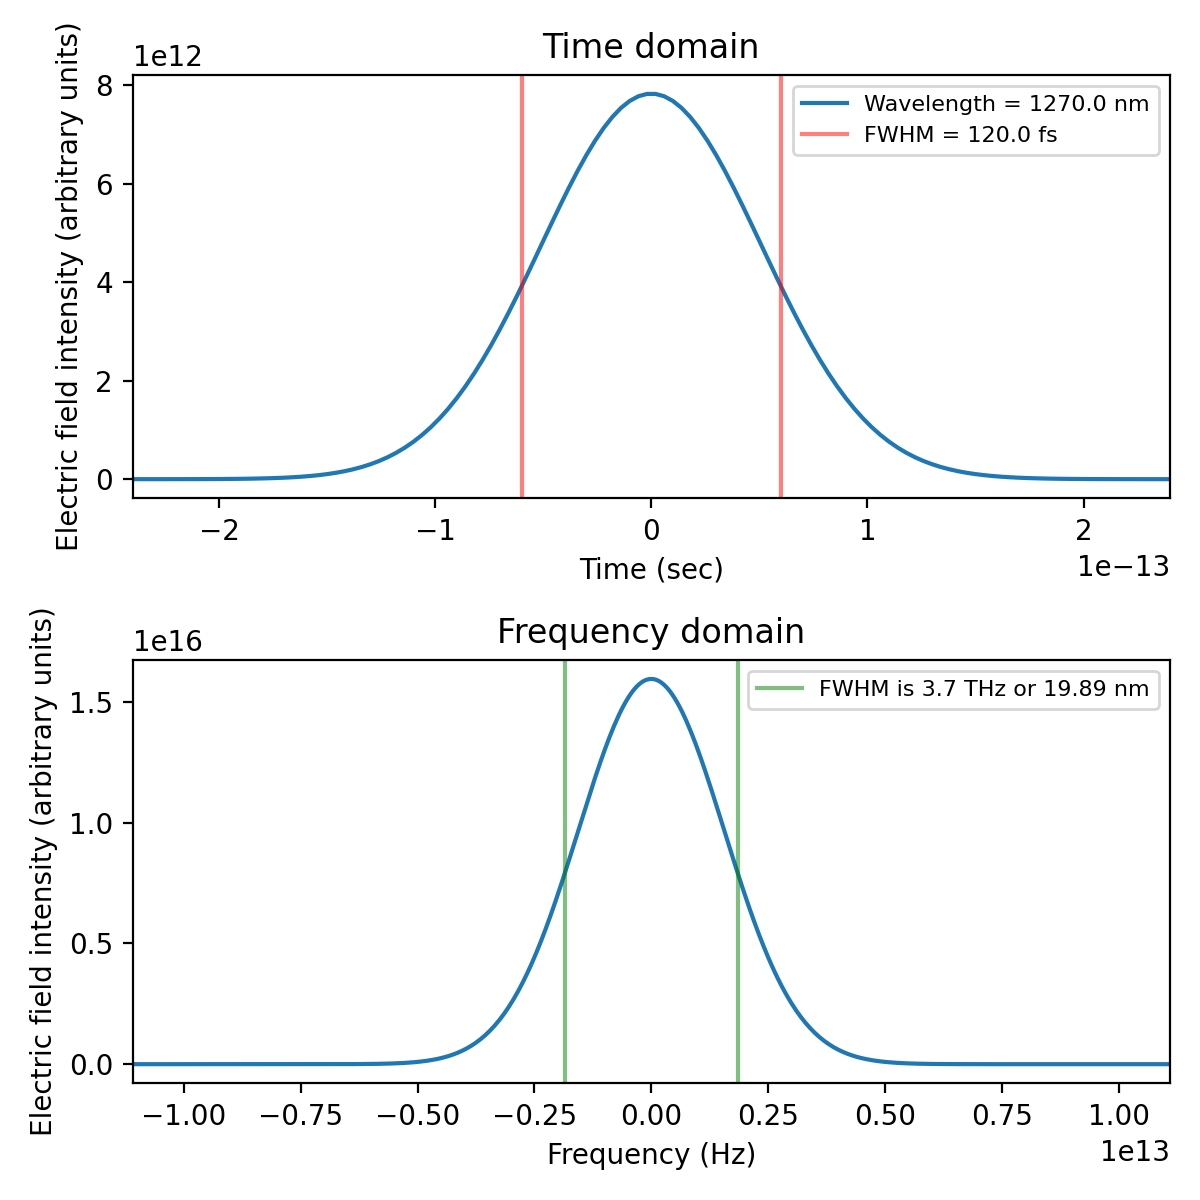 Time domain
1e12
Electric field intensity (arbitrary units)
8
6
4
2
0
Wavelength = 1270.0 nm
FWHM = 120.0 fs
−2
−1
0
1
2
Time (sec)
1e−13
Frequency domain
1e16
Electric field intensity (arbitrary units)
1.5
1.0
0.5
0.0
FWHM is 3.7 THz or 19.89 nm
−1.00
−0.75
−0.50
−0.25
0.00
0.25
0.50
0.75
1.00
Frequency (Hz)
1e13